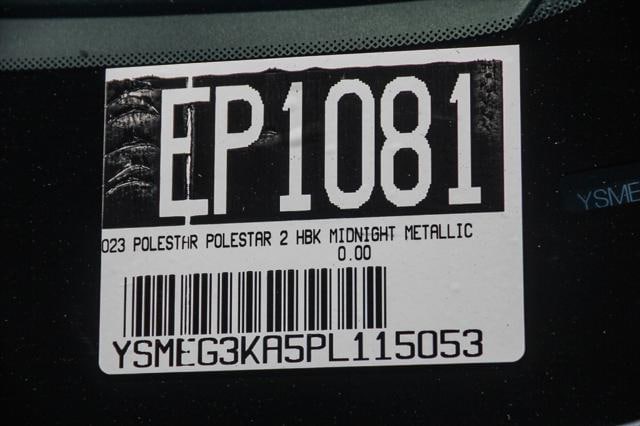 EP1081
023 POLESTAR POLESTAR 2 HBK MIDNIGHT METALLIC
0.00
YSMEG3KA5PL115053
YSME